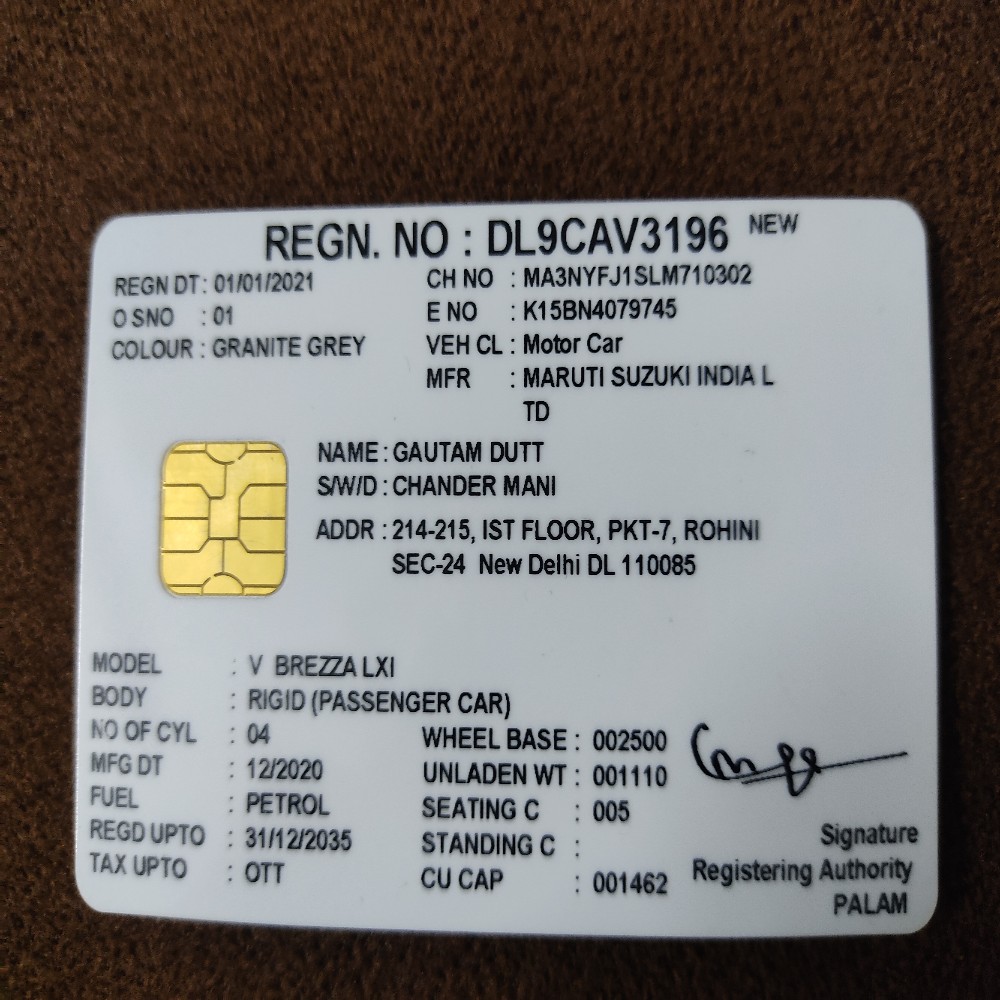 REGN. NO : DL9CAV3196 NEW
REGN DT : 01/01/2021
O SNO : 01
COLOUR : GRANITE GREY
CH NO : MA3NYFJ1SLM710302
E NO : K15BN4079745
VEH CL : Motor Car
MFR : MARUTI SUZUKI INDIA L
TD
NAME : GAUTAM DUTT
S/W/D : CHANDER MANI
ADDR : 214-215, IST FLOOR, PKT-7, ROHINI
SEC-24 New Delhi DL 110085
MODEL : V BREZZA LXI
BODY : RIGID (PASSENGER CAR)
NO OF CYL : 04
MFG DT : 12/2020
FUEL : PETROL
REGD UPTO : 31/12/2035
TAX UPTO : OTT
WHEEL BASE : 002500
UNLADEN WT : 001110
SEATING C : 005
STANDING C :
CU CAP : 001462
Signature
Registering Authority
PALAM